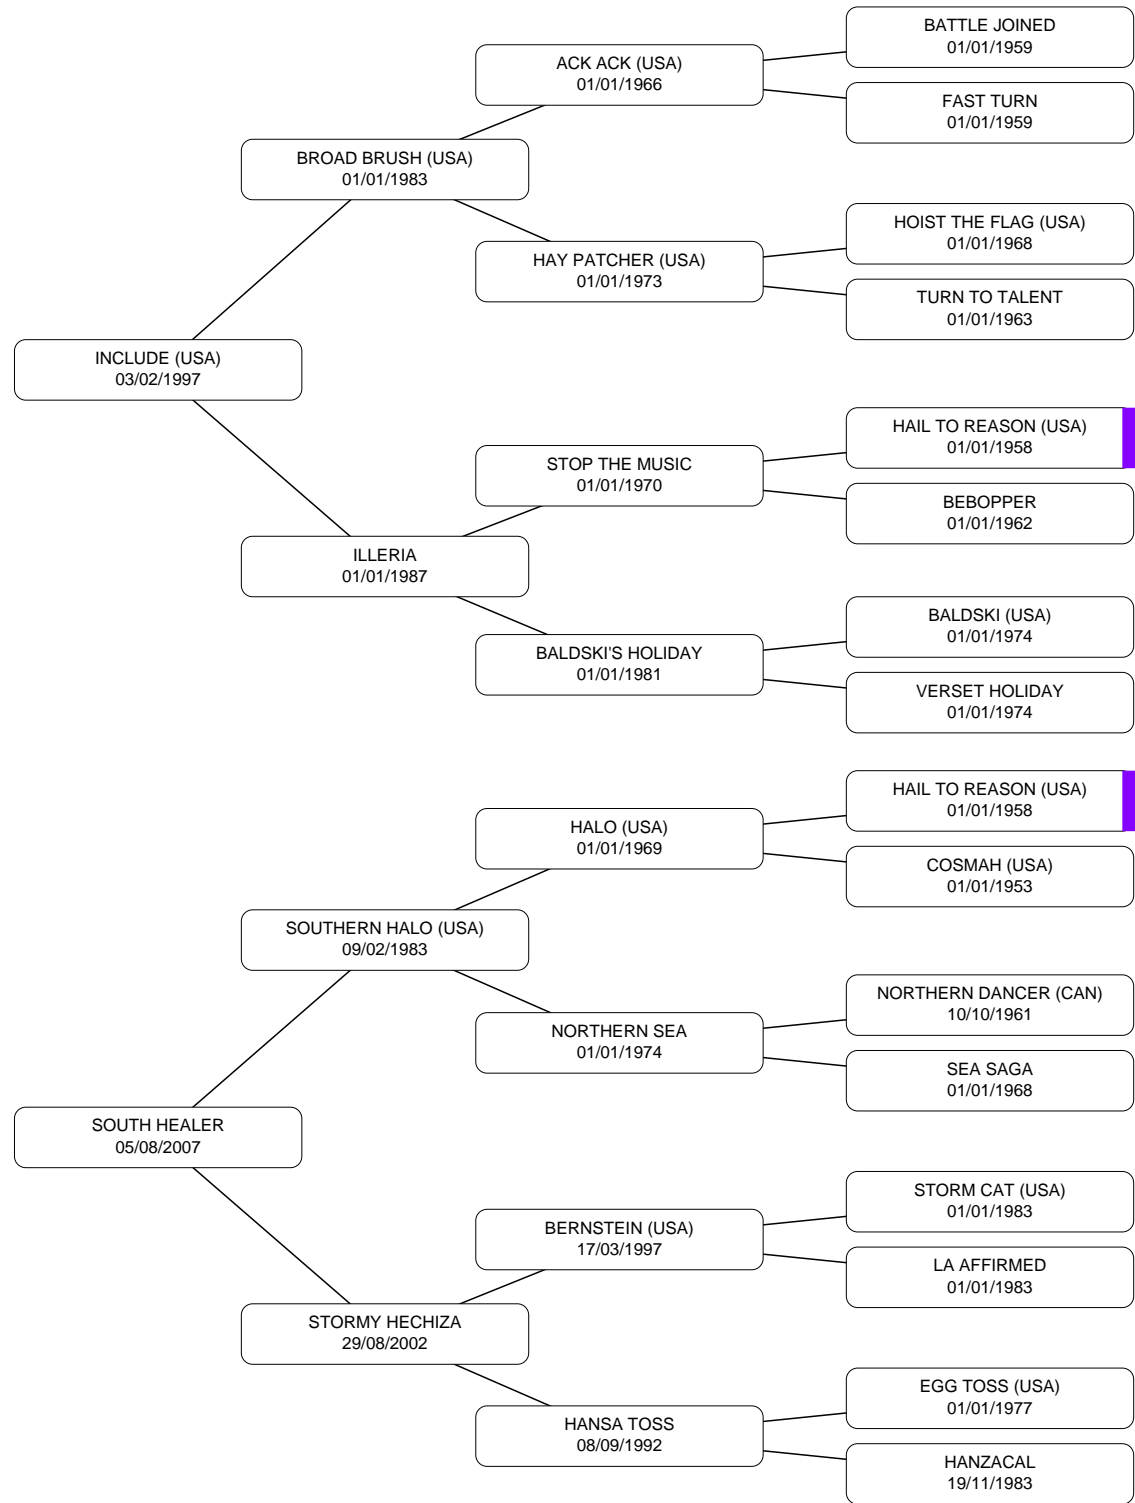 BATTLE JOINED
01/01/1959
ACK ACK (USA)
01/01/1966
FAST TURN
01/01/1959
BROAD BRUSH (USA)
01/01/1983
HOIST THE FLAG (USA)
01/01/1968
HAY PATCHER (USA)
01/01/1973
TURN TO TALENT
01/01/1963
INCLUDE (USA)
03/02/1997
HAIL TO REASON (USA)
01/01/1958
STOP THE MUSIC
01/01/1970
BEBOPPER
01/01/1962
ILLERIA
01/01/1987
BALDSKI (USA)
01/01/1974
BALDSKI'S HOLIDAY
01/01/1981
VERSET HOLIDAY
01/01/1974
HAIL TO REASON (USA)
01/01/1958
HALO (USA)
01/01/1969
COSMAH (USA)
01/01/1953
SOUTHERN HALO (USA)
09/02/1983
NORTHERN DANCER (CAN)
10/10/1961
NORTHERN SEA
01/01/1974
SEA SAGA
01/01/1968
SOUTH HEALER
05/08/2007
STORM CAT (USA)
01/01/1983
BERNSTEIN (USA)
17/03/1997
LA AFFIRMED
01/01/1983
STORMY HECHIZA
29/08/2002
EGG TOSS (USA)
01/01/1977
HANSA TOSS
08/09/1992
HANZACAL
19/11/1983